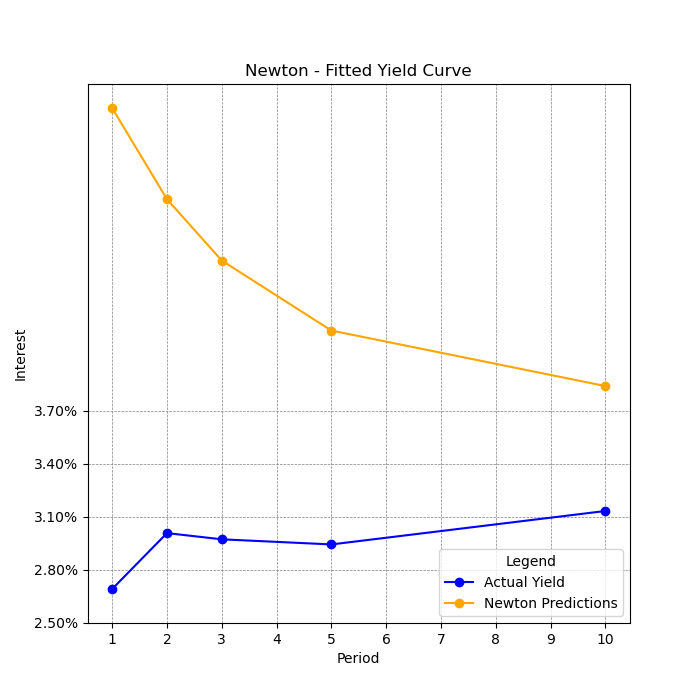 Newton - Fitted Yield Curve
Interest
3.70%
3.40%
3.10%
2.80%
2.50%
Legend
Actual Yield
Newton Predictions
1 2 3 4 5 6 7 8 9 10
Period